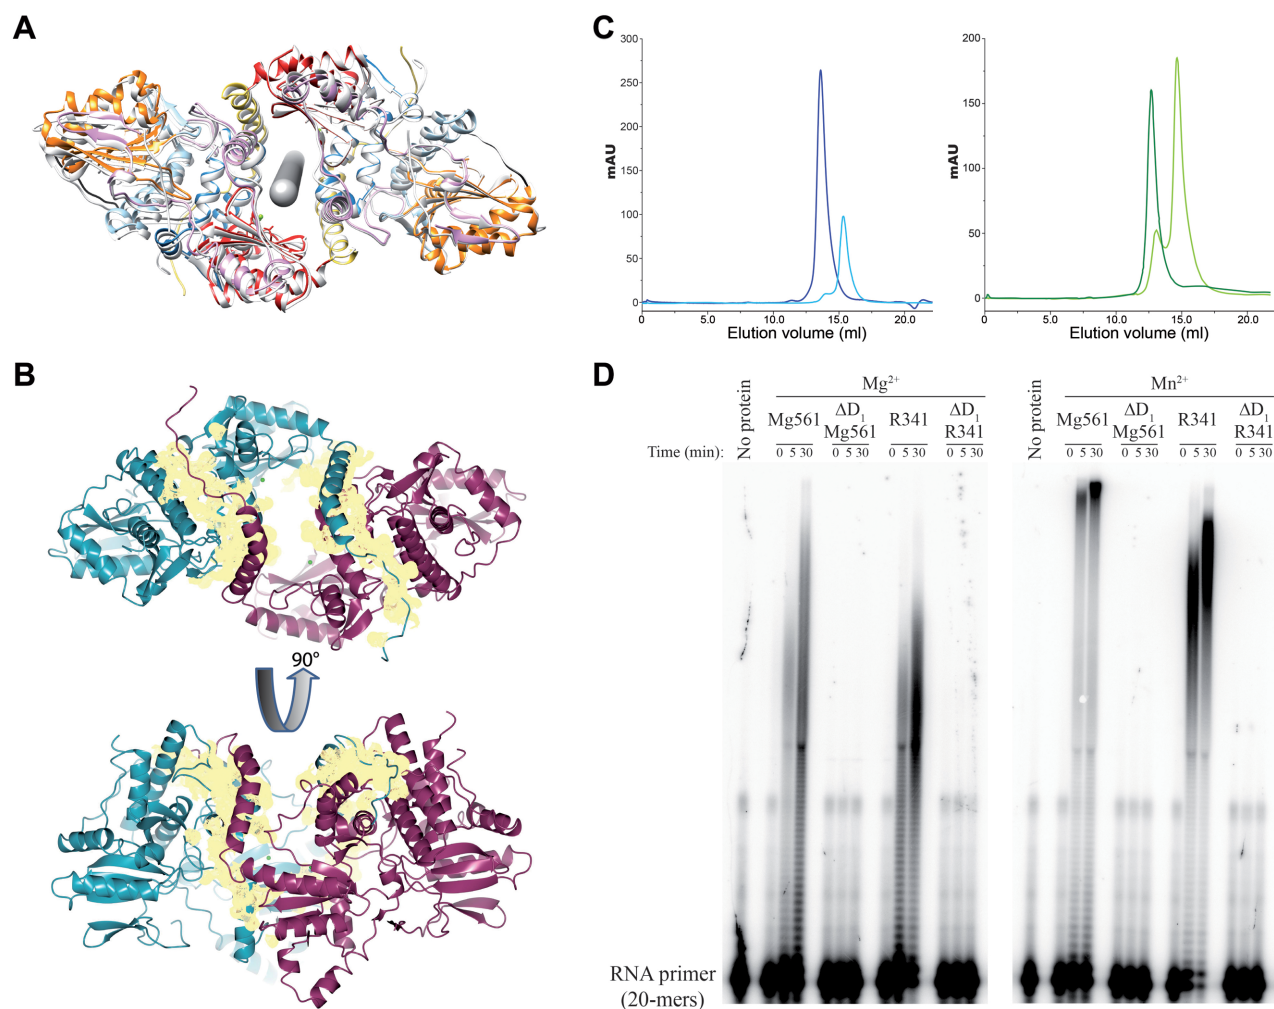 A
B
90°
C
300
250
200
150
100
50
0
mAU
0
5.0
10.0
15.0
20.0
Elution volume (ml)
200
150
100
50
0
mAU
0
5.0
10.0
15.0
20.0
Elution volume (ml)
D
No protein
Mg2+
Mg561
ΔD1 Mg561
R341
ΔD1 R341
Time (min):
0 5 30
0 5 30
0 5 30
0 5 30
No protein
Mn2+
Mg561
ΔD1 Mg561
R341
ΔD1 R341
0 5 30
0 5 30
0 5 30
0 5 30
RNA primer
(20-mers)